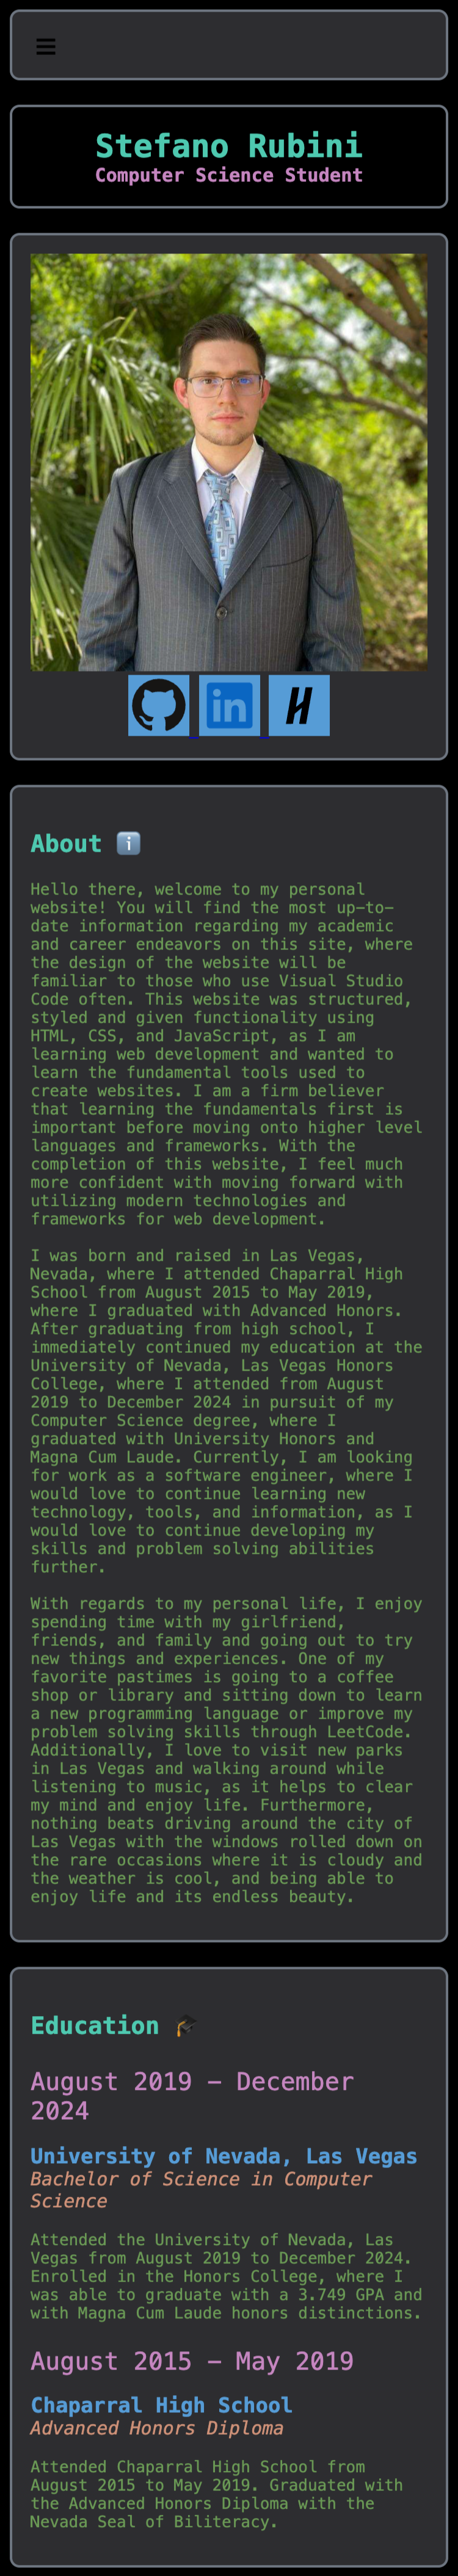 Stefano Rubini
Computer Science Student
in
H
About ℹ️
Hello there, welcome to my personal
website! You will find the most up-to-
date information regarding my academic
and career endeavors on this site, where
the design of the website will be
familiar to those who use Visual Studio
Code often. This website was structured,
styled and given functionality using
HTML, CSS, and JavaScript, as I am
learning web development and wanted to
learn the fundamental tools used to
create websites. I am a firm believer
that learning the fundamentals first is
important before moving onto higher level
languages and frameworks. With the
completion of this website, I feel much
more confident with moving forward with
utilizing modern technologies and
frameworks for web development.
I was born and raised in Las Vegas,
Nevada, where I attended Chaparral High
School from August 2015 to May 2019,
where I graduated with Advanced Honors.
After graduating from high school, I
immediately continued my education at the
University of Nevada, Las Vegas Honors
College, where I attended from August
2019 to December 2024 in pursuit of my
Computer Science degree, where I
graduated with University Honors and
Magna Cum Laude. Currently, I am looking
for work as a software engineer, where I
would love to continue learning new
technology, tools, and information, as I
would love to continue developing my
skills and problem solving abilities
further.
With regards to my personal life, I enjoy
spending time with my girlfriend,
friends, and family and going out to try
new things and experiences. One of my
favorite pastimes is going to a coffee
shop or library and sitting down to learn
a new programming language or improve my
problem solving skills through LeetCode.
Additionally, I love to visit new parks
in Las Vegas and walking around while
listening to music, as it helps to clear
my mind and enjoy life. Furthermore,
nothing beats driving around the city of
Las Vegas with the windows rolled down on
the rare occasions where it is cloudy and
the weather is cool, and being able to
enjoy life and its endless beauty.
Education 🎓
August 2019 - December
2024
University of Nevada, Las Vegas
Bachelor of Science in Computer
Science
Attended the University of Nevada, Las
Vegas from August 2019 to December 2024.
Enrolled in the Honors College, where I
was able to graduate with a 3.749 GPA and
with Magna Cum Laude honors distinctions.
August 2015 - May 2019
Chaparral High School
Advanced Honors Diploma
Attended Chaparral High School from
August 2015 to May 2019. Graduated with
the Advanced Honors Diploma with the
Nevada Seal of Biliteracy.